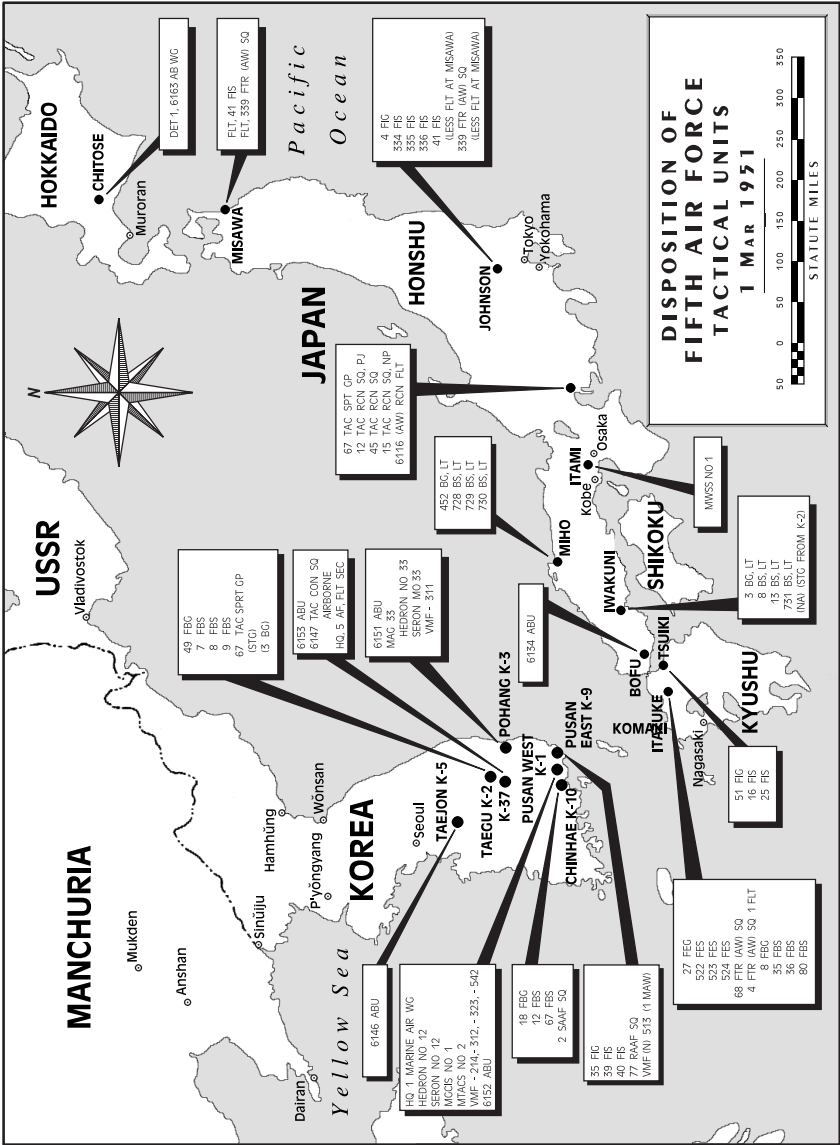 DISPOSITION OF
FIFTH AIR FORCE
TACTICAL UNITS
1 MAR 1951
50 0 50 100 150 200 250 300 350
STATUTE MILES
N
MANCHURIA
Mukden
Anshan
Dairan
Sinŭiju
USSR
Vladivostok
Hamhŭng
Wŏnsan
P'yŏngyang
KOREA
Seoul
TAEJON K-5
TAEGU K-2
K-37
POHANG K-3
PUSAN WEST
K-1
PUSAN
EAST K-9
CHINHAE K-10
Yellow Sea
HOKKAIDO
CHITOSE
Muroran
MISAWA
Pacific
Ocean
JAPAN
HONSHU
JOHNSON
Tokyo
Yokohama
MIHO
ITAMI
Kobe
Osaka
IWAKUNI
SHIKOKU
BOFU
TSUIKI
KOMAKI
ITAZUKE
KYUSHU
Nagasaki
DET 1, 6163 AB WG
FLT, 41 FIS
FLT, 339 FTR (AW) SQ
4 FIG
334 FIS
335 FIS
336 FIS
41 FIS
(LESS FLT AT MISAWA)
339 FTR (AW) SQ
(LESS FLT AT MISAWA)
67 TAC SPT GP
12 TAC RCN SQ, PJ
45 TAC RCN SQ
15 TAC RCN SQ, NP
6116 (AW) RCN FLT
452 BG, LT
728 BS, LT
729 BS, LT
730 BS, LT
MWSS NO 1
3 BG, LT
8 BS, LT
13 BS, LT
731 BS, LT
(NA) (STG FROM K-2)
6134 ABU
49 FBG
7 FBS
8 FBS
9 FBS
67 TAC SPRT GP
(STG)
(3 BG)
6153 ABU
6147 TAC CON SQ
AIRBORNE
HQ, 5 AF, FLT SEC
6151 ABU
MAG 33
HEDRON NO 33
SERON MO 33
VMF - 311
51 FIG
16 FIS
25 FIS
6146 ABU
HQ 1 MARINE AIR WG
HEDRON NO 12
SERON NO 12
MGCIS NO 1
MTACS NO 2
VMF - 214,- 312, - 323, - 542
6152 ABU
18 FBG
12 FBS
67 FBS
2 SAAF SQ
35 FIG
39 FIS
40 FIS
77 RAAF SQ
VMF (N) 513 (1 MAW)
27 FEG
522 FES
523 FES
524 FES
68 FTR (AW) SQ
4 FTR (AW) SQ 1 FLT
8 FBG
35 FBS
36 FBS
80 FBS